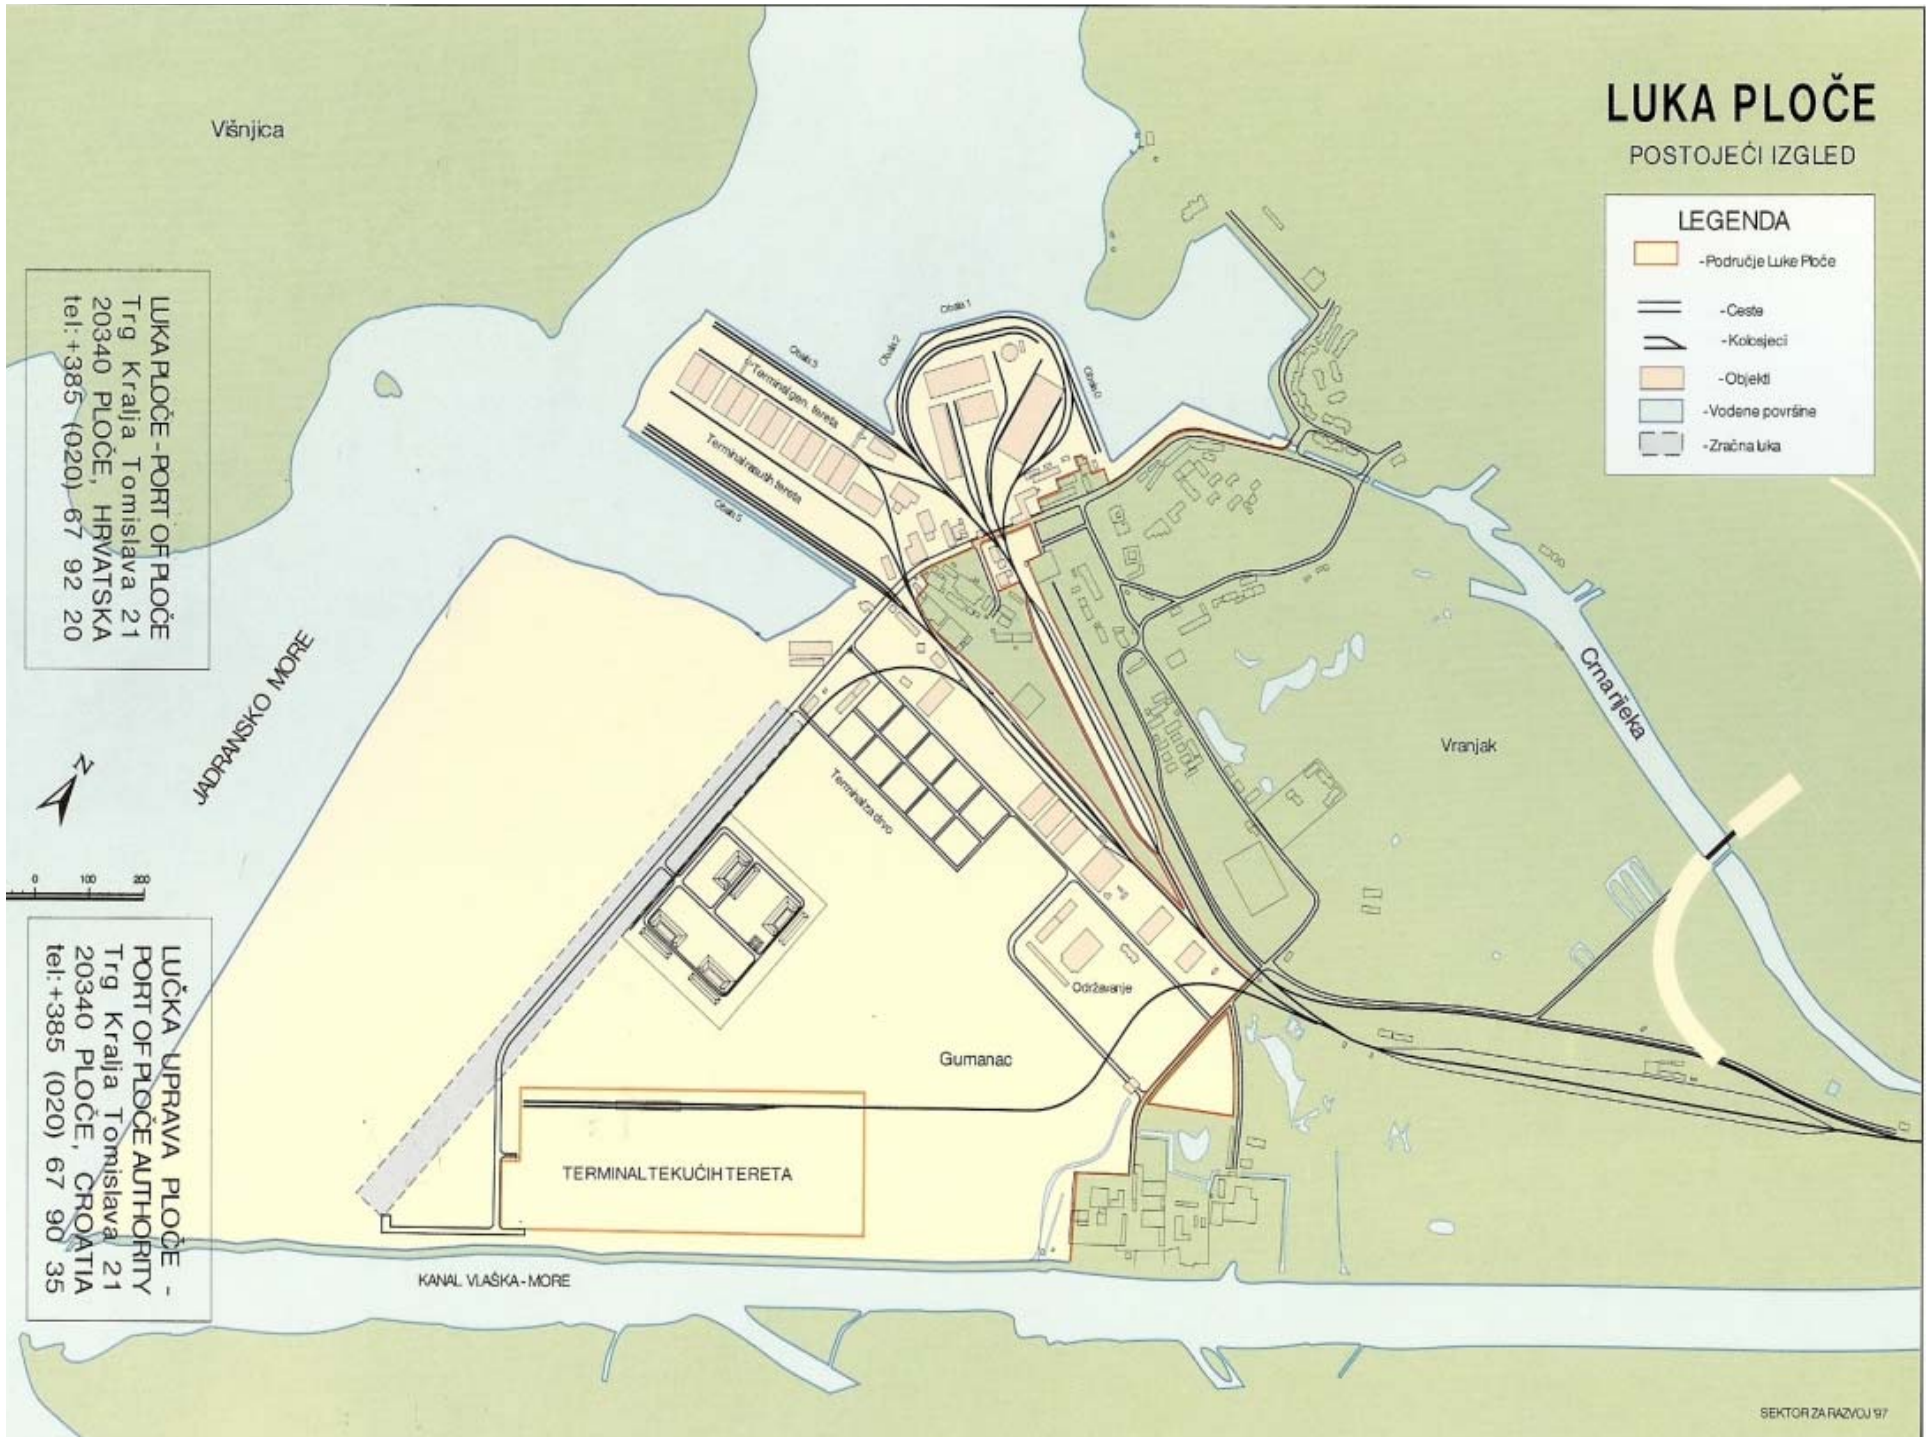 LUKA PLOČE
POSTOJEĆI IZGLED
LEGENDA
-Područje Luke Ploče
-Ceste
-Kolosjeci
-Objekti
-Vodene površine
-Zračna luka
Višnjica
LUKA PLOČE - PORT OF PLOČE
Trg Kralja Tomislava 21
20340 PLOČE, HRVATSKA
tel:+385 (020) 67 92 20
JADRANSKO MORE
N
0 100 200
LUČKA UPRAVA PLOČE -
PORT OF PLOČE AUTHORITY
Trg Kralja Tomislava 21
20340 PLOČE, CROATIA
tel:+385 (020) 67 90 35
Obala 1
Obala 2
Obala 3
Obala 0
Terminal gen. tereta
Terminal rasutih tereta
Obala 5
Crna rijeka
Vranjak
Terminal za drvo
Održavanje
Gumanac
TERMINAL TEKUĆIH TERETA
KANAL VLAŠKA - MORE
SEKTOR ZA RAZVOJ '97